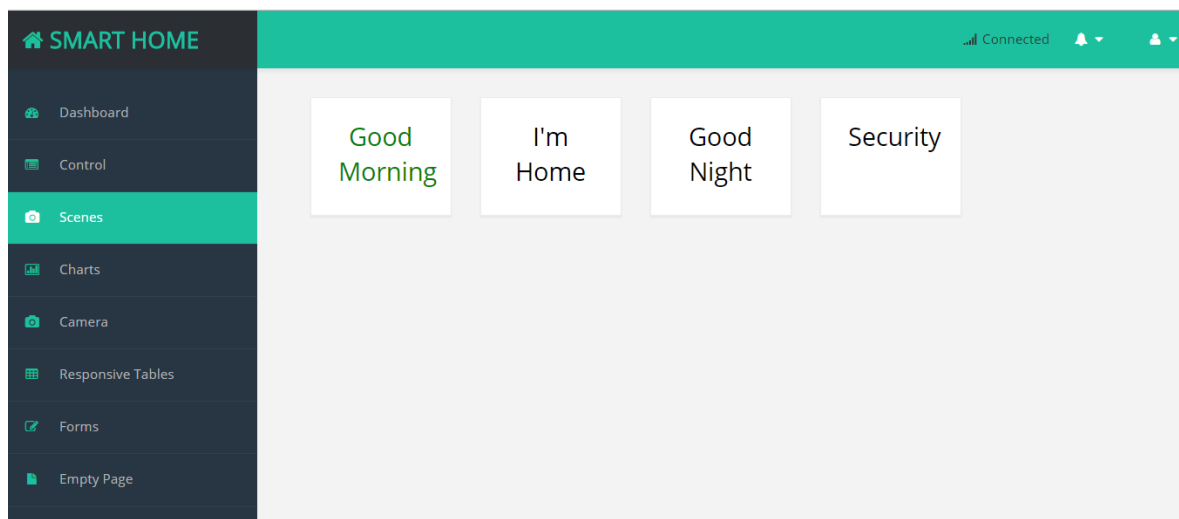 SMART HOME
Connected
Dashboard
Control
Scenes
Charts
Camera
Responsive Tables
Forms
Empty Page
Good
Morning
I'm
Home
Good
Night
Security